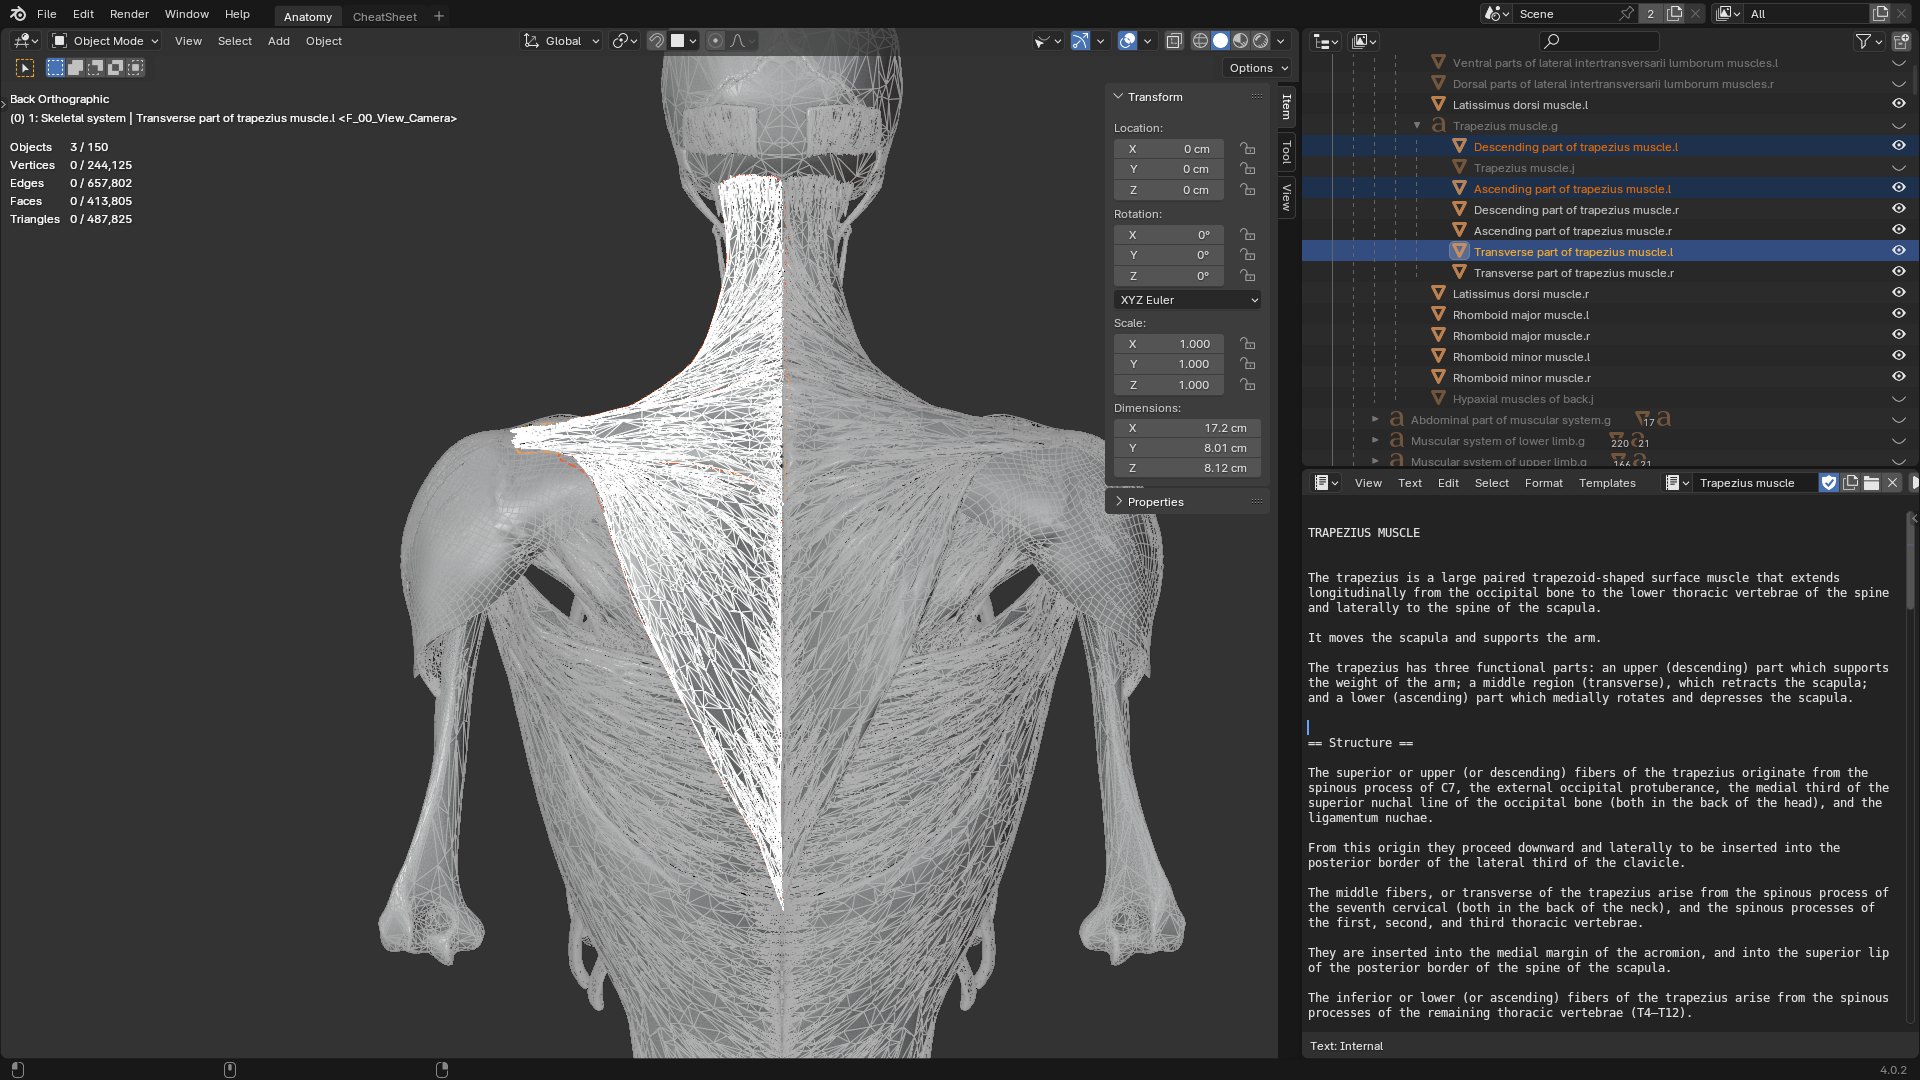 File Edit Render Window Help Anatomy CheatSheet + Scene 2 All
Object Mode View Select Add Object Global
Options
Back Orthographic
(0) 1: Skeletal system | Transverse part of trapezius muscle.l <F_00_View_Camera>
Objects 3 / 150
Vertices 0 / 244,125
Edges 0 / 657,802
Faces 0 / 413,805
Triangles 0 / 487,825
Transform
Location:
X 0 cm
Y 0 cm
Z 0 cm
Rotation:
X 0°
Y 0°
Z 0°
XYZ Euler
Scale:
X 1.000
Y 1.000
Z 1.000
Dimensions:
X 17.2 cm
Y 8.01 cm
Z 8.12 cm
Properties
Item
Tool
View
Ventral parts of lateral intertransversarii lumborum muscles.l
Dorsal parts of lateral intertransversarii lumborum muscles.r
Latissimus dorsi muscle.l
Trapezius muscle.g
Descending part of trapezius muscle.l
Trapezius muscle.j
Ascending part of trapezius muscle.l
Descending part of trapezius muscle.r
Ascending part of trapezius muscle.r
Transverse part of trapezius muscle.l
Transverse part of trapezius muscle.r
Latissimus dorsi muscle.r
Rhomboid major muscle.l
Rhomboid major muscle.r
Rhomboid minor muscle.l
Rhomboid minor muscle.r
Hypaxial muscles of back.j
Abdominal part of muscular system.g 17
Muscular system of lower limb.g 220 21
Muscular system of upper limb.g 166 21
View Text Edit Select Format Templates Trapezius muscle
TRAPEZIUS MUSCLE
The trapezius is a large paired trapezoid-shaped surface muscle that extends
longitudinally from the occipital bone to the lower thoracic vertebrae of the spine
and laterally to the spine of the scapula.
It moves the scapula and supports the arm.
The trapezius has three functional parts: an upper (descending) part which supports
the weight of the arm; a middle region (transverse), which retracts the scapula;
and a lower (ascending) part which medially rotates and depresses the scapula.
== Structure ==
The superior or upper (or descending) fibers of the trapezius originate from the
spinous process of C7, the external occipital protuberance, the medial third of the
superior nuchal line of the occipital bone (both in the back of the head), and the
ligamentum nuchae.
From this origin they proceed downward and laterally to be inserted into the
posterior border of the lateral third of the clavicle.
The middle fibers, or transverse of the trapezius arise from the spinous process of
the seventh cervical (both in the back of the neck), and the spinous processes of
the first, second, and third thoracic vertebrae.
They are inserted into the medial margin of the acromion, and into the superior lip
of the posterior border of the spine of the scapula.
The inferior or lower (or ascending) fibers of the trapezius arise from the spinous
processes of the remaining thoracic vertebrae (T4–T12).
Text: Internal
4.0.2